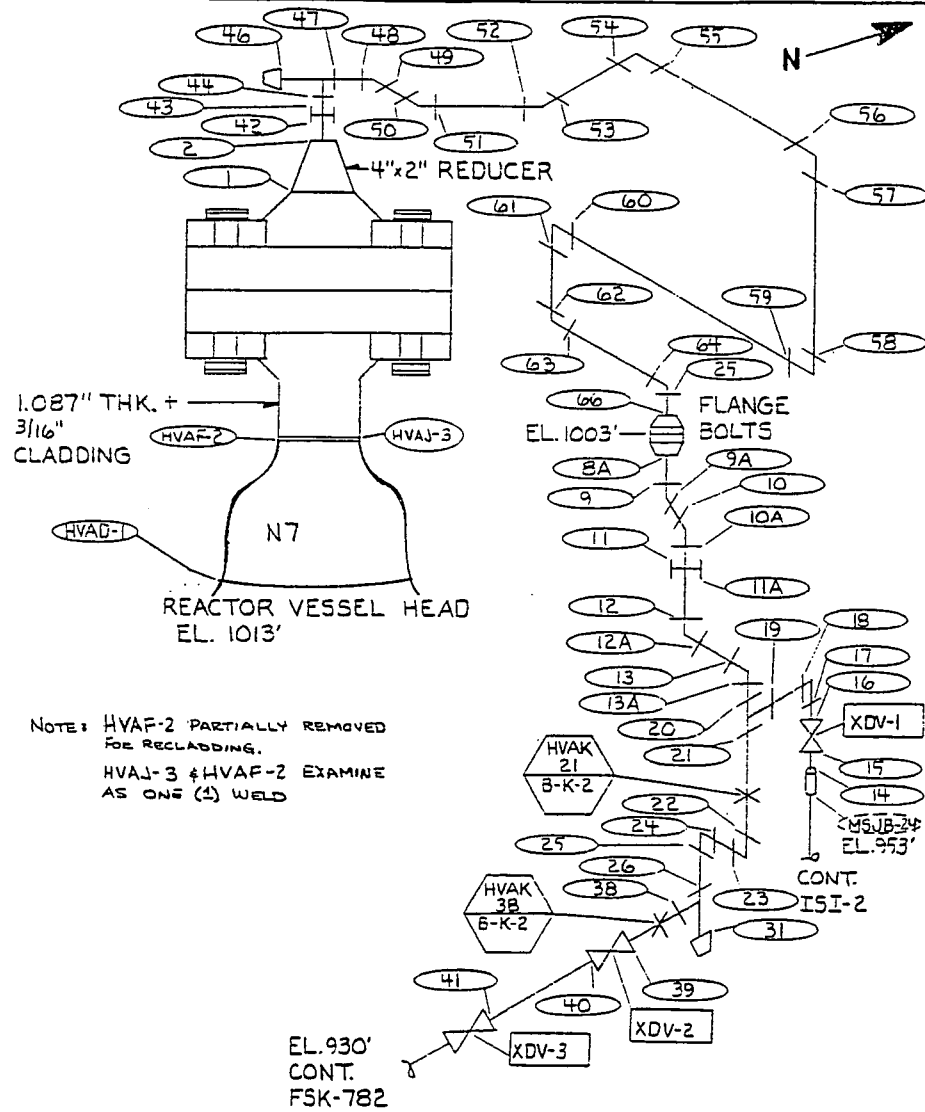 47
46
48
52
54
55
N
49
44
43
42
50
51
53
2
56
4"x2" REDUCER
1
57
61
60
62
59
58
63
64
25
1.087" THK. +
3/16"
CLADDING
66
FLANGE
BOLTS
EL. 1003'
HVAF-2
HVAJ-3
8A
9A
9
10
N7
10A
11
HVAD-1
11A
REACTOR VESSEL HEAD
EL. 1013'
12
19
18
12A
17
13
16
13A
XDV-1
20
NOTE: HVAF-2 PARTIALLY REMOVED
FOR RECLADDING.
HVAJ-3 & HVAF-2 EXAMINE
AS ONE (1) WELD
21
15
HVAK
21
B-K-2
14
22
24
MSJB-24
EL. 953'
25
26
23
CONT.
ISI-2
38
HVAK
38
B-K-2
31
41
39
40
XDV-2
XDV-3
EL. 930'
CONT.
FSK-782